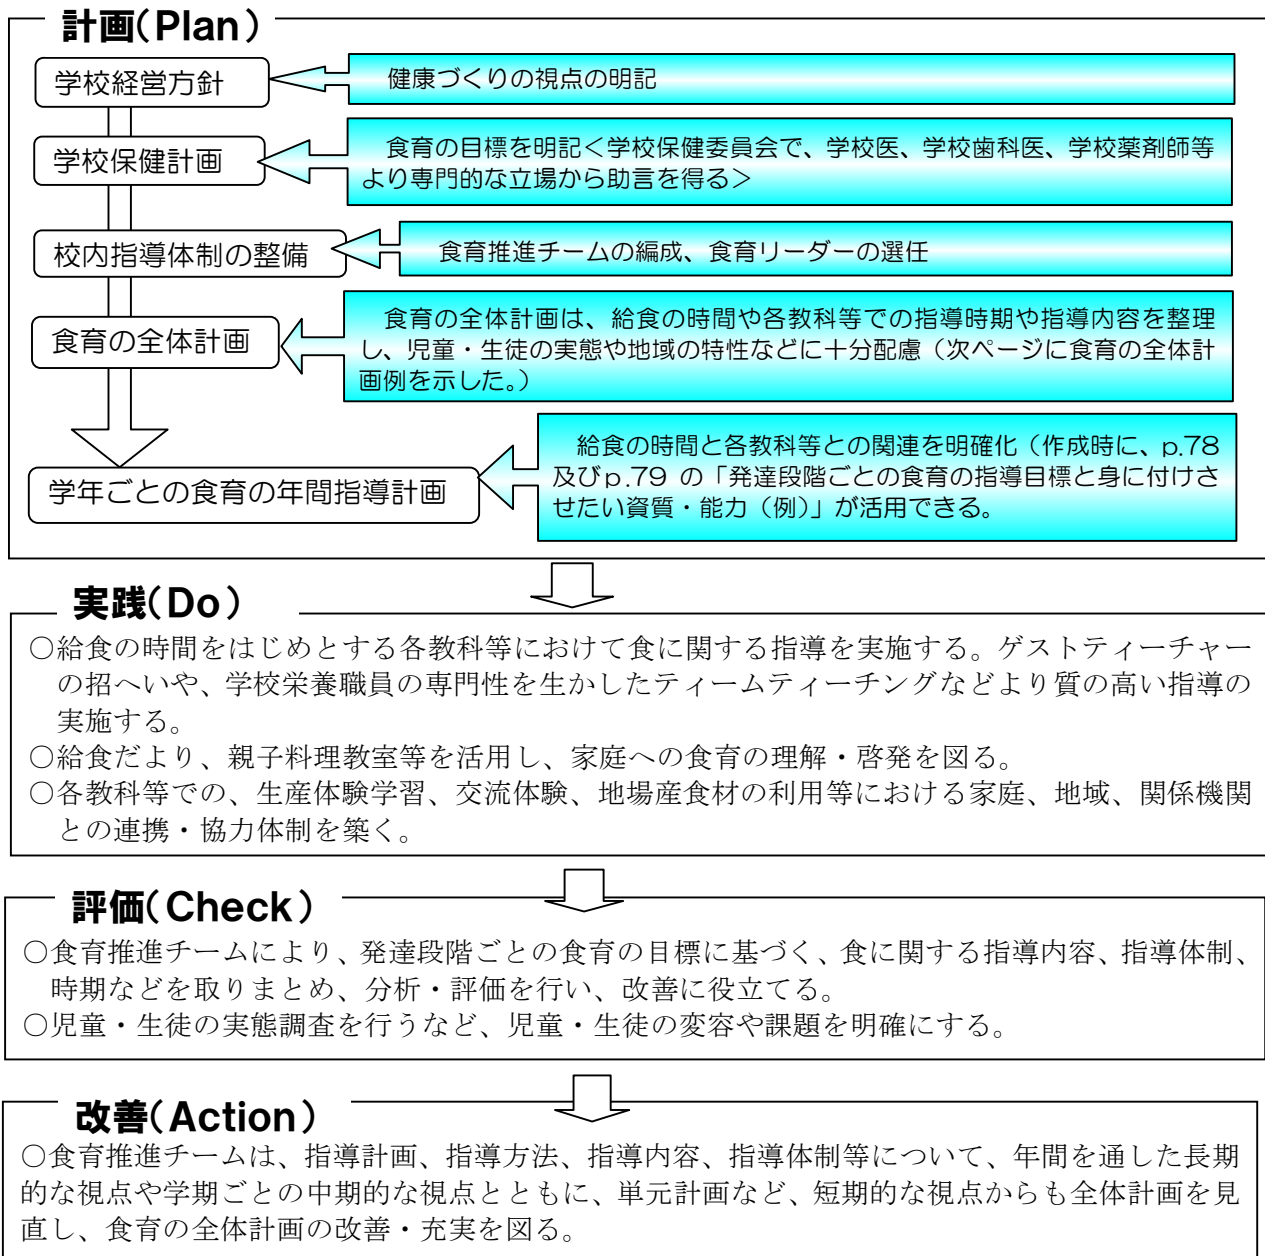 計画(Plan)
学校経営方針
健康づくりの視点の明記
学校保健計画
食育の目標を明記＜学校保健委員会で、学校医、学校歯科医、学校薬剤師等
より専門的な立場から助言を得る＞
校内指導体制の整備
食育推進チームの編成、食育リーダーの選任
食育の全体計画
食育の全体計画は、給食の時間や各教科等での指導時期や指導内容を整理
し、児童・生徒の実態や地域の特性などに十分配慮（次ページに食育の全体計
画例を示した。）
学年ごとの食育の年間指導計画
給食の時間と各教科等との関連を明確化（作成時に、p.78
及びp.79 の「発達段階ごとの食育の指導目標と身に付けさ
せたい資質・能力（例）」が活用できる。
実践(Do)
○給食の時間をはじめとする各教科等におけて食に関する指導を実施する。ゲストティーチャー
の招へいや、学校栄養職員の専門性を生かしたティームティーチングなどより質の高い指導の
実施する。
○給食だより、親子料理教室等を活用し、家庭への食育の理解・啓発を図る。
○各教科等での、生産体験学習、交流体験、地場産食材の利用等における家庭、地域、関係機関
との連携・協力体制を築く。
評価(Check)
○食育推進チームにより、発達段階ごとの食育の目標に基づく、食に関する指導内容、指導体制、
時期などを取りまとめ、分析・評価を行い、改善に役立てる。
○児童・生徒の実態調査を行うなど、児童・生徒の変容や課題を明確にする。
改善(Action)
○食育推進チームは、指導計画、指導方法、指導内容、指導体制等について、年間を通した長期
的な視点や学期ごとの中期的な視点とともに、単元計画など、短期的な視点からも全体計画を見
直し、食育の全体計画の改善・充実を図る。